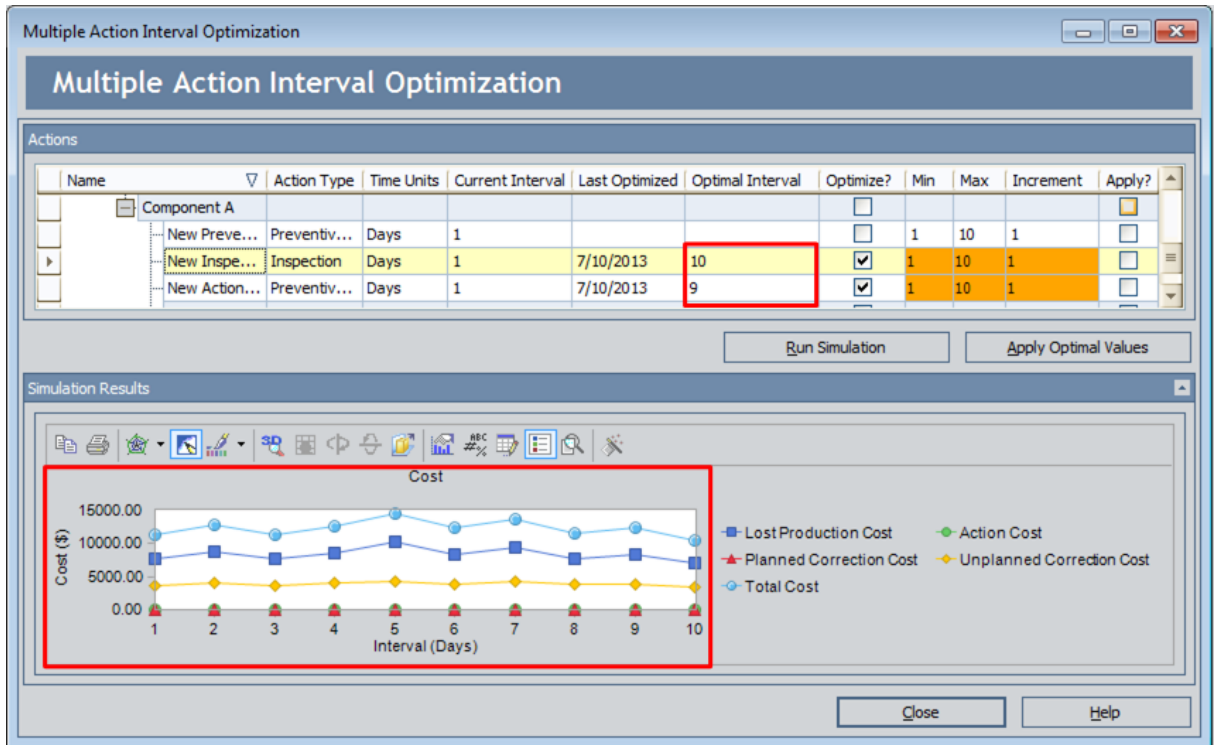 Multiple Action Interval Optimization
Multiple Action Interval Optimization
Actions
Name Action Type Time Units Current Interval Last Optimized Optimal Interval Optimize? Min Max Increment Apply?
Component A
New Preve... Preventiv... Days 1 1 10 1
New Inspe... Inspection Days 1 7/10/2013 10 1 10 1
New Action... Preventiv... Days 1 7/10/2013 9 1 10 1
Run Simulation Apply Optimal Values
Simulation Results
3D ABC #%
Cost
15000.00
10000.00
5000.00
0.00
Cost ($)
1 2 3 4 5 6 7 8 9 10
Interval (Days)
Lost Production Cost Action Cost
Planned Correction Cost Unplanned Correction Cost
Total Cost
Close Help